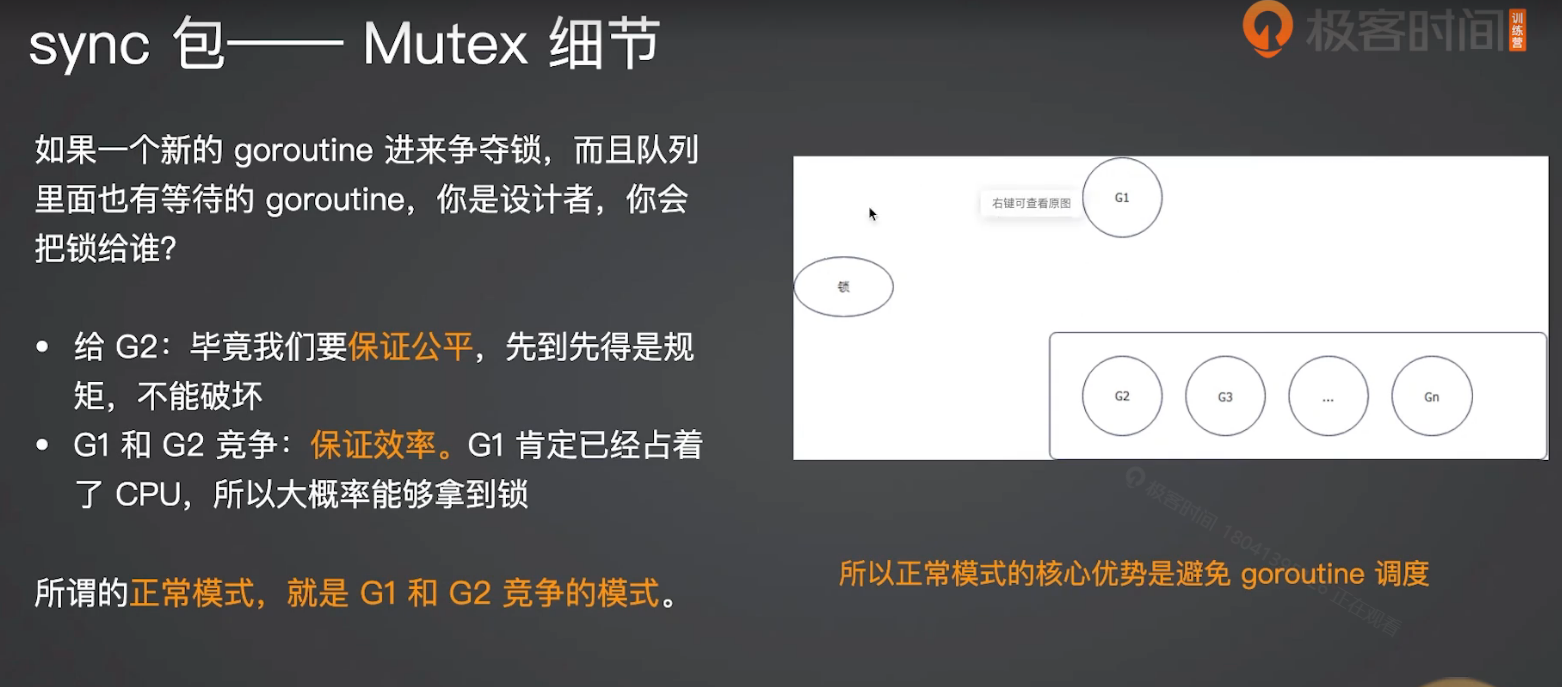 sync 包—— Mutex 细节
极客时间
训练营
如果一个新的 goroutine 进来争夺锁，而且队列
里面也有等待的 goroutine，你是设计者，你会
把锁给谁？
• 给 G2：毕竟我们要保证公平，先到先得是规
矩，不能破坏
• G1 和 G2 竞争：保证效率。G1 肯定已经占着
了 CPU，所以大概率能够拿到锁
所谓的正常模式，就是 G1 和 G2 竞争的模式。
右键可查看原图
G1
锁
G2
G3
...
Gn
极客时间
正在观看
所以正常模式的核心优势是避免 goroutine 调度